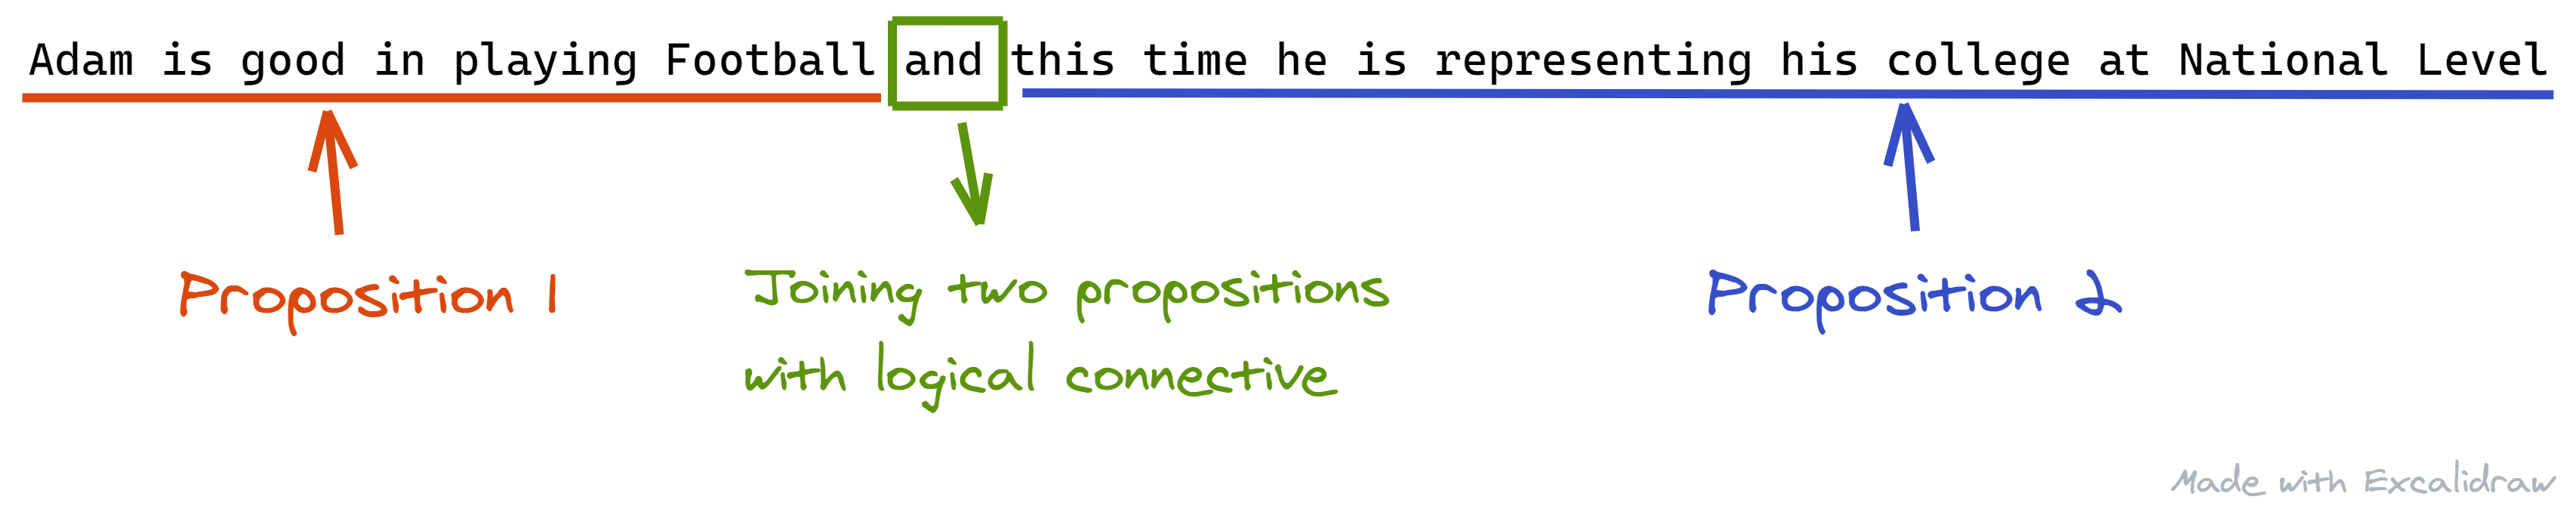 Adam is good in playing Football and this time he is representing his college at National Level
Proposition 1
Joining two propositions
with logical connective
Proposition 2
Made with Excalidraw